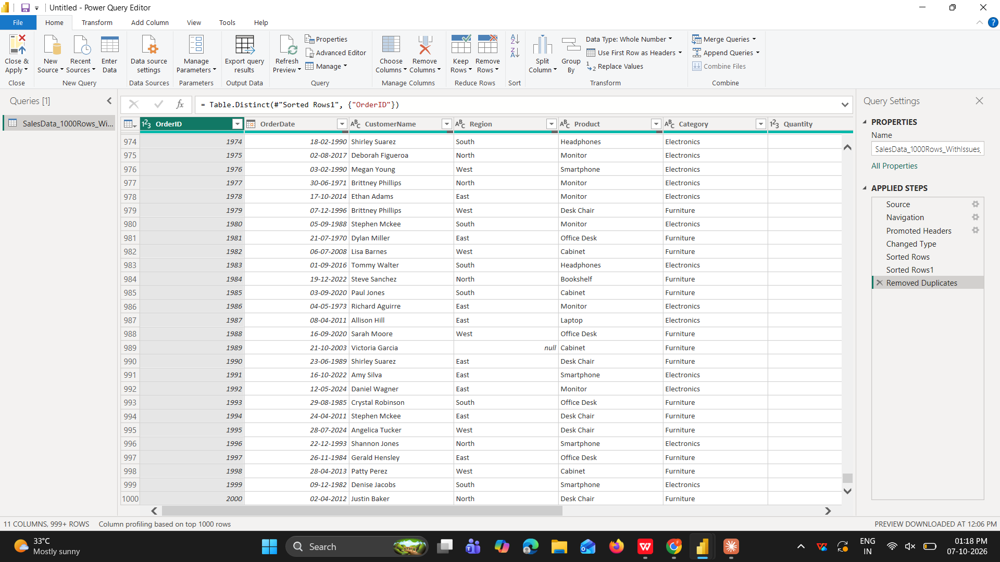 Untitled - Power Query Editor
File Home Transform Add Column View Tools Help
Close & Apply
Close
New Source
Recent Sources
Enter Data
New Query
Data source settings
Data Sources
Manage Parameters
Parameters
Export query results
Output Data
Refresh Preview
Properties
Advanced Editor
Manage
Query
Choose Columns
Remove Columns
Manage Columns
Keep Rows
Remove Rows
Reduce Rows
Sort
Split Column
Group By
Data Type: Whole Number
Use First Row as Headers
Replace Values
Transform
Merge Queries
Append Queries
Combine Files
Combine
Queries [1]
SalesData_1000Rows_Wi...
fx = Table.Distinct(#"Sorted Rows1", {"OrderID"})
OrderID OrderDate CustomerName Region Product Category Quantity
974 1974 18-02-1990 Shirley Suarez South Headphones Electronics
975 1975 02-08-2017 Deborah Figueroa North Monitor Electronics
976 1976 03-02-1990 Megan Young West Smartphone Electronics
977 1977 30-06-1971 Brittney Phillips North Monitor Electronics
978 1978 17-10-2014 Ethan Adams East Monitor Electronics
979 1979 07-12-1996 Brittney Phillips West Desk Chair Furniture
980 1980 05-09-1988 Stephen Mckee South Monitor Electronics
981 1981 21-07-1970 Dylan Miller East Office Desk Furniture
982 1982 06-07-2008 Lisa Barnes West Cabinet Furniture
983 1983 01-09-2016 Tommy Walter South Headphones Electronics
984 1984 19-12-2022 Steve Sanchez North Bookshelf Furniture
985 1985 03-09-2020 Paul Jones South Cabinet Furniture
986 1986 04-05-1973 Richard Aguirre East Monitor Electronics
987 1987 08-04-2011 Allison Hill East Laptop Electronics
988 1988 16-09-2020 Sarah Moore West Office Desk Furniture
989 1989 21-10-2003 Victoria Garcia null Cabinet Furniture
990 1990 23-06-1989 Shirley Suarez East Desk Chair Furniture
991 1991 16-10-2022 Amy Silva East Smartphone Electronics
992 1992 12-05-2024 Daniel Wagner East Monitor Electronics
993 1993 29-08-1985 Crystal Robinson South Office Desk Furniture
994 1994 24-04-2011 Stephen Mckee East Desk Chair Furniture
995 1995 28-07-2024 Angelica Tucker West Desk Chair Furniture
996 1996 22-12-1993 Shannon Jones North Smartphone Electronics
997 1997 26-11-1984 Gerald Hensley East Office Desk Furniture
998 1998 28-04-2013 Patty Perez West Cabinet Furniture
999 1999 09-12-1982 Denise Jacobs South Smartphone Electronics
1000 2000 02-04-2012 Justin Baker North Desk Chair Furniture
Query Settings
PROPERTIES
Name
SalesData_1000Rows_WithIssues_
All Properties
APPLIED STEPS
Source
Navigation
Promoted Headers
Changed Type
Sorted Rows
Sorted Rows1
Removed Duplicates
11 COLUMNS, 999+ ROWS Column profiling based on top 1000 rows
PREVIEW DOWNLOADED AT 12:06 PM
33°C
Mostly sunny
Search
ENG
IN
01:18 PM
07-10-2026